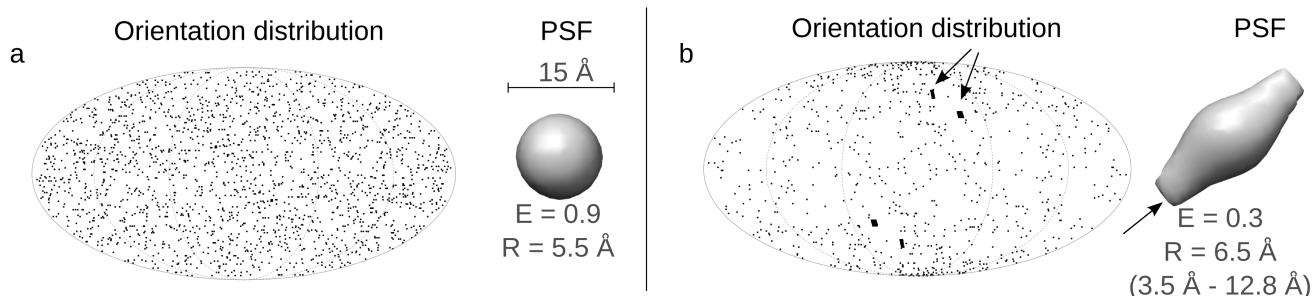 a
Orientation distribution
PSF
15 Å
E = 0.9
R = 5.5 Å
b
Orientation distribution
PSF
E = 0.3
R = 6.5 Å
(3.5 Å - 12.8 Å)